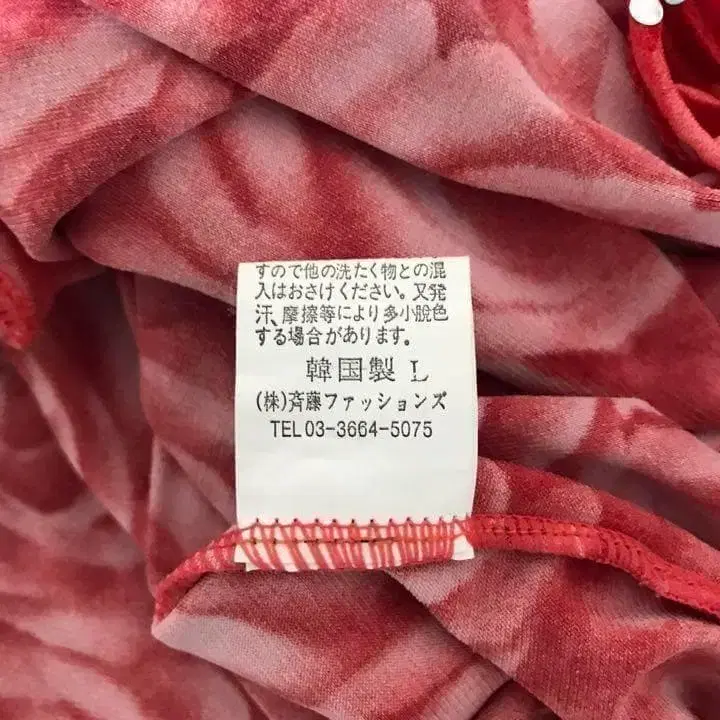 すので他の洗たく物との混
入はおさけください。又発
汗、摩擦等により多小脱色
する場合があります。
韓国製 L
(株)斉藤ファッションズ
TEL 03-3664-5075